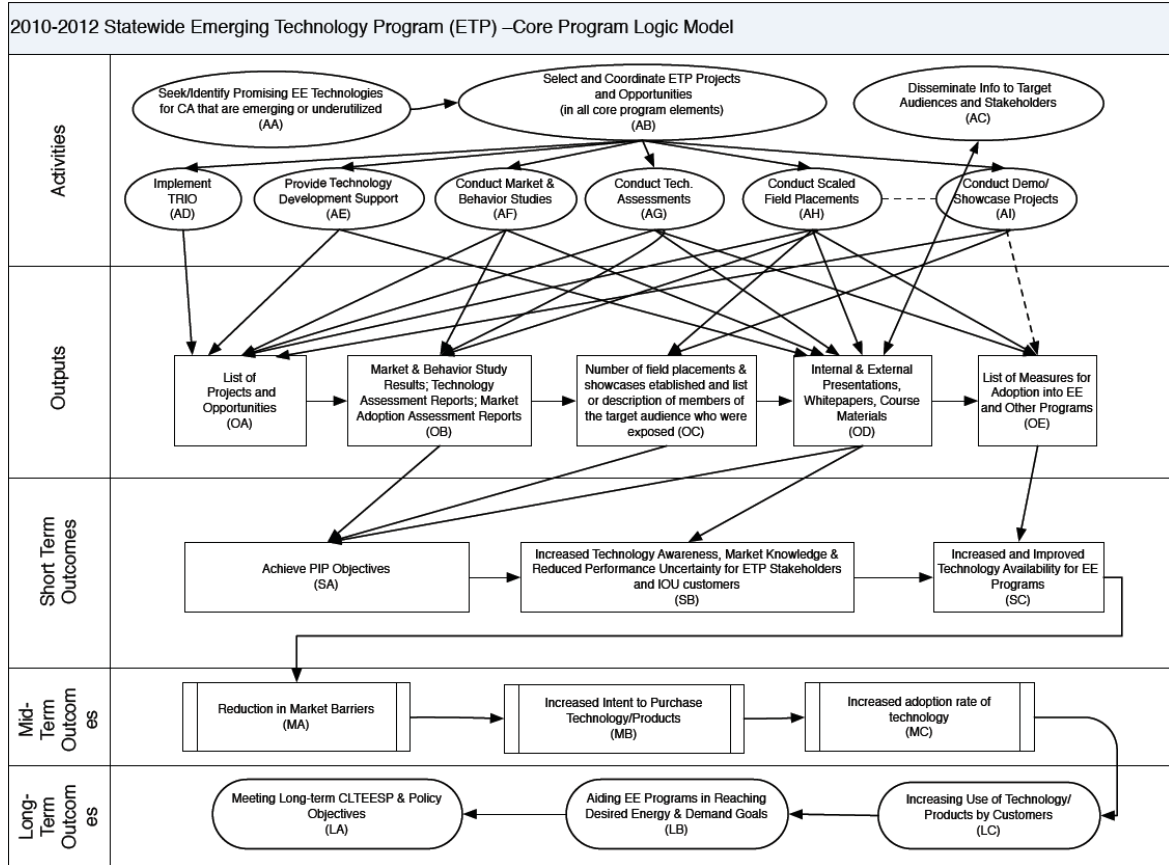 2010-2012 Statewide Emerging Technology Program (ETP) –Core Program Logic Model
Activities
Seek/Identify Promising EE Technologies
for CA that are emerging or underutilized
(AA)
Select and Coordinate ETP Projects
and Opportunities
(in all core program elements)
(AB)
Disseminate Info to Target
Audiences and Stakeholders
(AC)
Implement
TRIO
(AD)
Provide Technology
Development Support
(AE)
Conduct Market &
Behavior Studies
(AF)
Conduct Tech.
Assessments
(AG)
Conduct Scaled
Field Placements
(AH)
Conduct Demo/
Showcase Projects
(AI)
Outputs
List of
Projects and
Opportunities
(OA)
Market & Behavior Study
Results; Technology
Assessment Reports; Market
Adoption Assessment Reports
(OB)
Number of field placements &
showcases etablished and list
or description of members of
the target audience who were
exposed (OC)
Internal & External
Presentations,
Whitepapers, Course
Materials
(OD)
List of Measures for
Adoption into EE
and Other Programs
(OE)
Short Term
Outcomes
Achieve PIP Objectives
(SA)
Increased Technology Awareness, Market Knowledge &
Reduced Performance Uncertainty for ETP Stakeholders
and IOU customers
(SB)
Increased and Improved
Technology Availability for EE
Programs
(SC)
Mid-
Term
Outcom
es
Reduction in Market Barriers
(MA)
Increased Intent to Purchase
Technology/Products
(MB)
Increased adoption rate of
technology
(MC)
Long-
Term
Outcom
es
Meeting Long-term CLTEESP & Policy
Objectives
(LA)
Aiding EE Programs in Reaching
Desired Energy & Demand Goals
(LB)
Increasing Use of Technology/
Products by Customers
(LC)